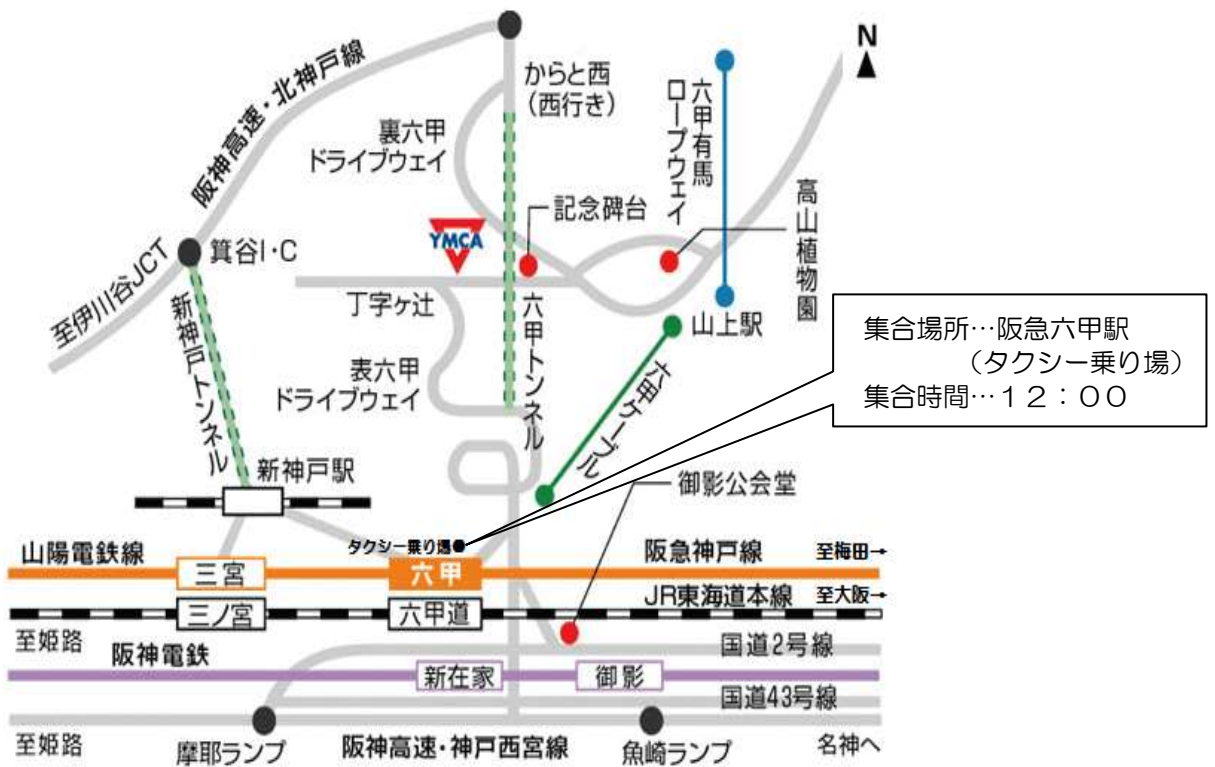 N
からと西
(西行き)
阪神高速・北神戸線
裏六甲
ドライブウェイ
六甲有馬
ロープウェイ
記念碑台
高山植物園
YMCA
箕谷I・C
至伊川谷JCT
丁字ヶ辻
山上駅
新神戸トンネル
六甲トンネル
表六甲
ドライブウェイ
六甲ケーブル
集合場所…阪急六甲駅
(タクシー乗り場)
集合時間…12:00
新神戸駅
御影公会堂
タクシー乗り場
山陽電鉄線
阪急神戸線
至梅田→
三宮
六甲
JR東海道本線
至大阪→
三ノ宮
六甲道
至姫路
国道2号線
阪神電鉄
新在家
御影
国道43号線
至姫路
摩耶ランプ
阪神高速・神戸西宮線
魚崎ランプ
名神へ